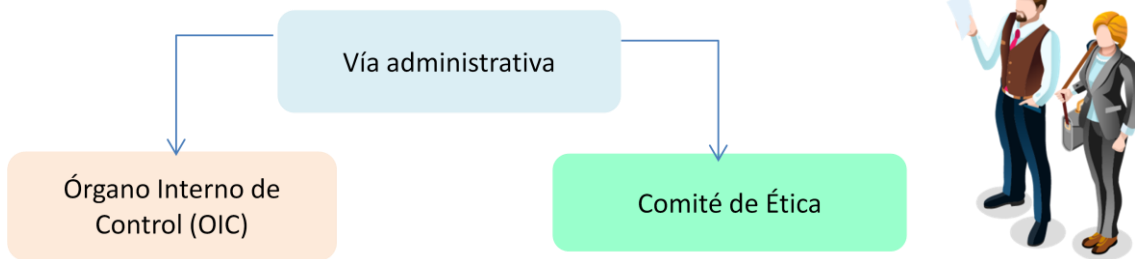 Vía administrativa
Órgano Interno de
Control (OIC)
Comité de Ética